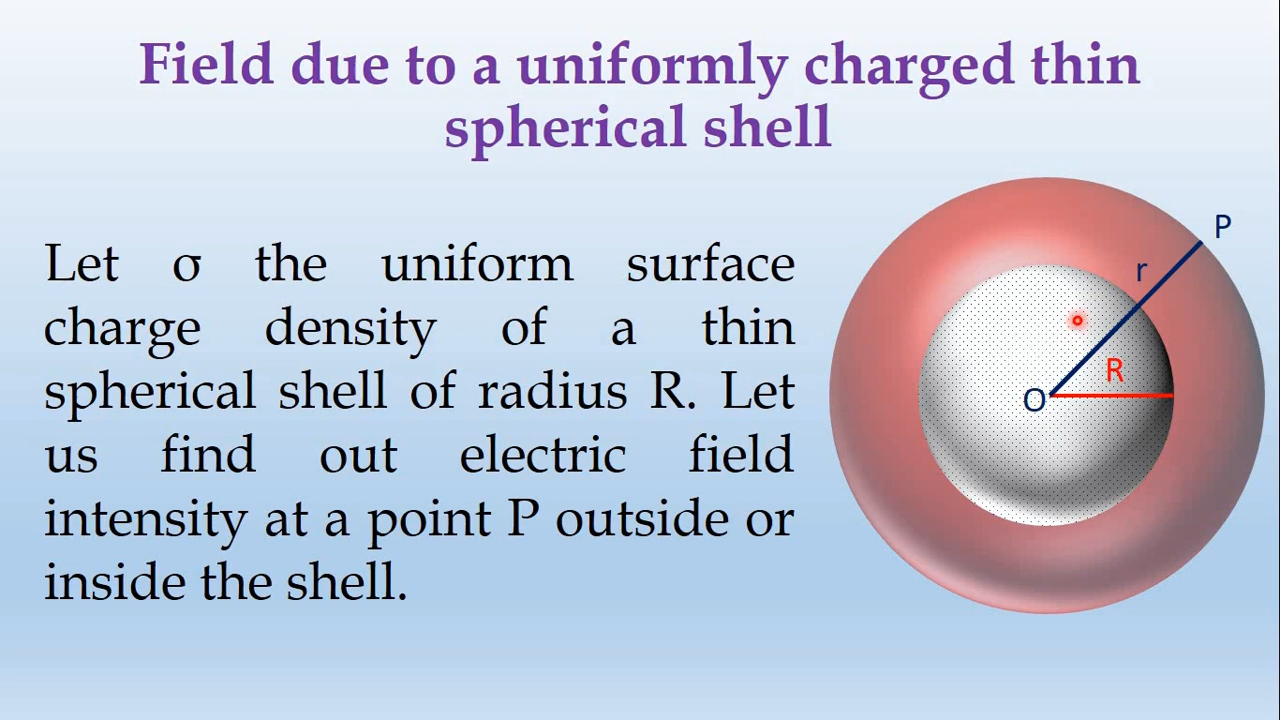 Field due to a uniformly charged thin
spherical shell
Let σ the uniform surface
charge density of a thin
spherical shell of radius R. Let
us find out electric field
intensity at a point P outside or
inside the shell.
P
r
R
O